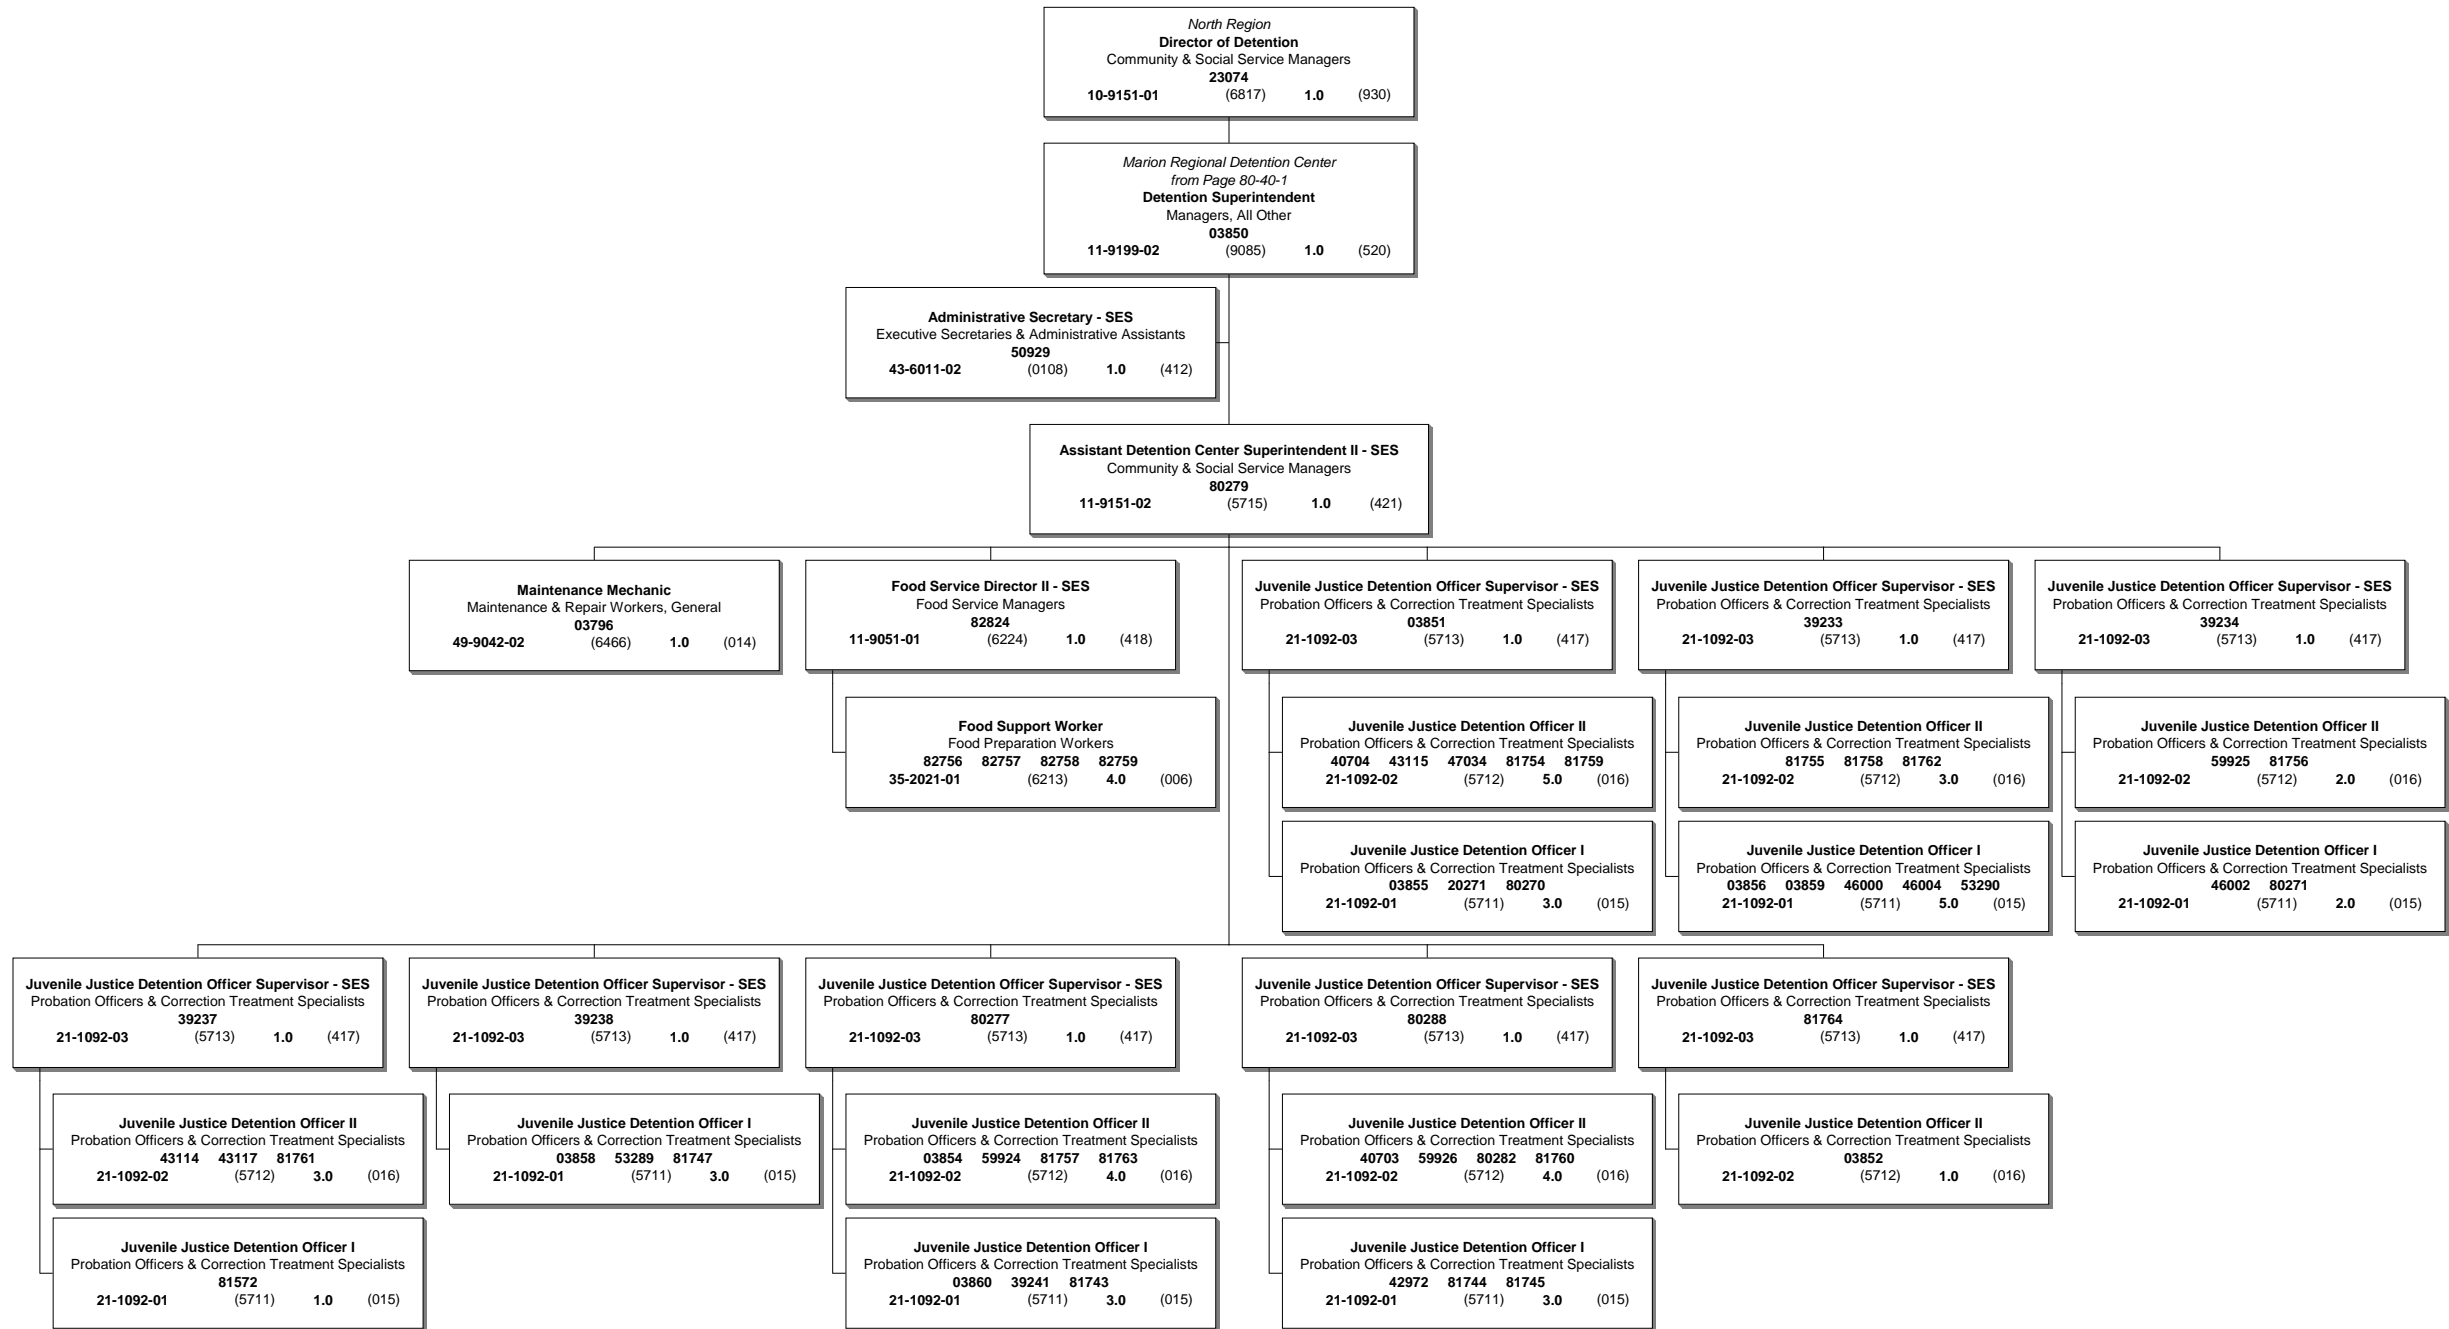 North Region
Director of Detention
Community & Social Service Managers
23074
10-9151-01 (6817) 1.0 (930)
Marion Regional Detention Center
from Page 80-40-1
Detention Superintendent
Managers, All Other
03850
11-9199-02 (9085) 1.0 (520)
Administrative Secretary - SES
Executive Secretaries & Administrative Assistants
50929
43-6011-02 (0108) 1.0 (412)
Assistant Detention Center Superintendent II - SES
Community & Social Service Managers
80279
11-9151-02 (5715) 1.0 (421)
Maintenance Mechanic
Maintenance & Repair Workers, General
03796
49-9042-02 (6466) 1.0 (014)
Food Service Director II - SES
Food Service Managers
82824
11-9051-01 (6224) 1.0 (418)
Food Support Worker
Food Preparation Workers
82756 82757 82758 82759
35-2021-01 (6213) 4.0 (006)
Juvenile Justice Detention Officer Supervisor - SES
Probation Officers & Correction Treatment Specialists
03851
21-1092-03 (5713) 1.0 (417)
Juvenile Justice Detention Officer II
Probation Officers & Correction Treatment Specialists
40704 43115 47034 81754 81759
21-1092-02 (5712) 5.0 (016)
Juvenile Justice Detention Officer I
Probation Officers & Correction Treatment Specialists
03855 20271 80270
21-1092-01 (5711) 3.0 (015)
Juvenile Justice Detention Officer Supervisor - SES
Probation Officers & Correction Treatment Specialists
39233
21-1092-03 (5713) 1.0 (417)
Juvenile Justice Detention Officer II
Probation Officers & Correction Treatment Specialists
81755 81758 81762
21-1092-02 (5712) 3.0 (016)
Juvenile Justice Detention Officer I
Probation Officers & Correction Treatment Specialists
03856 03859 46000 46004 53290
21-1092-01 (5711) 5.0 (015)
Juvenile Justice Detention Officer Supervisor - SES
Probation Officers & Correction Treatment Specialists
39234
21-1092-03 (5713) 1.0 (417)
Juvenile Justice Detention Officer II
Probation Officers & Correction Treatment Specialists
59925 81756
21-1092-02 (5712) 2.0 (016)
Juvenile Justice Detention Officer I
Probation Officers & Correction Treatment Specialists
46002 80271
21-1092-01 (5711) 2.0 (015)
Juvenile Justice Detention Officer Supervisor - SES
Probation Officers & Correction Treatment Specialists
39237
21-1092-03 (5713) 1.0 (417)
Juvenile Justice Detention Officer II
Probation Officers & Correction Treatment Specialists
43114 43117 81761
21-1092-02 (5712) 3.0 (016)
Juvenile Justice Detention Officer I
Probation Officers & Correction Treatment Specialists
81572
21-1092-01 (5711) 1.0 (015)
Juvenile Justice Detention Officer Supervisor - SES
Probation Officers & Correction Treatment Specialists
39238
21-1092-03 (5713) 1.0 (417)
Juvenile Justice Detention Officer I
Probation Officers & Correction Treatment Specialists
03858 53289 81747
21-1092-01 (5711) 3.0 (015)
Juvenile Justice Detention Officer Supervisor - SES
Probation Officers & Correction Treatment Specialists
80277
21-1092-03 (5713) 1.0 (417)
Juvenile Justice Detention Officer II
Probation Officers & Correction Treatment Specialists
03854 59924 81757 81763
21-1092-02 (5712) 4.0 (016)
Juvenile Justice Detention Officer I
Probation Officers & Correction Treatment Specialists
03860 39241 81743
21-1092-01 (5711) 3.0 (015)
Juvenile Justice Detention Officer Supervisor - SES
Probation Officers & Correction Treatment Specialists
80288
21-1092-03 (5713) 1.0 (417)
Juvenile Justice Detention Officer II
Probation Officers & Correction Treatment Specialists
40703 59926 80282 81760
21-1092-02 (5712) 4.0 (016)
Juvenile Justice Detention Officer I
Probation Officers & Correction Treatment Specialists
42972 81744 81745
21-1092-01 (5711) 3.0 (015)
Juvenile Justice Detention Officer Supervisor - SES
Probation Officers & Correction Treatment Specialists
81764
21-1092-03 (5713) 1.0 (417)
Juvenile Justice Detention Officer II
Probation Officers & Correction Treatment Specialists
03852
21-1092-02 (5712) 1.0 (016)